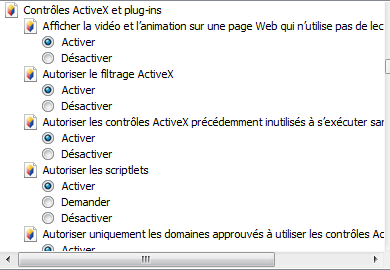 Contrôles ActiveX et plug-ins
Afficher la vidéo et l'animation sur une page Web qui n'utilise pas de lec
Activer
Désactiver
Autoriser le filtrage ActiveX
Activer
Désactiver
Autoriser les contrôles ActiveX précédemment inutilisés à s'exécuter san
Activer
Désactiver
Autoriser les scriptlets
Activer
Demander
Désactiver
Autoriser uniquement les domaines approuvés à utiliser les contrôles Ac
Activer